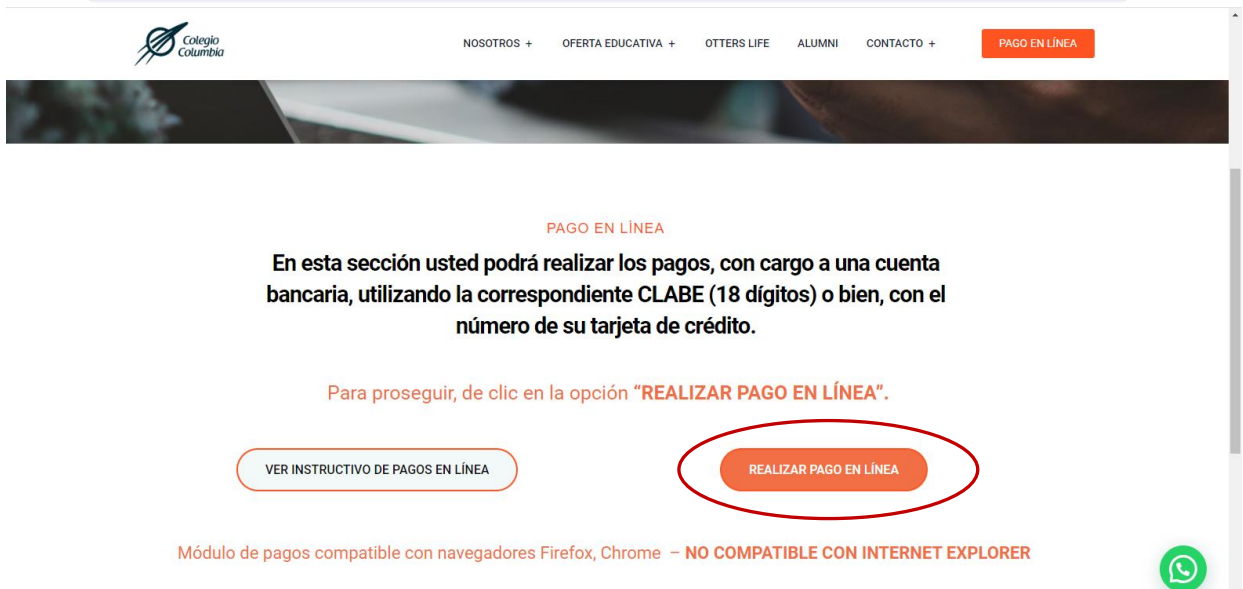 Colegio
Columbia
NOSOTROS +
OFERTA EDUCATIVA +
OTTERS LIFE
ALUMNI
CONTACTO +
PAGO EN LÍNEA
PAGO EN LÍNEA
En esta sección usted podrá realizar los pagos, con cargo a una cuenta
bancaria, utilizando la correspondiente CLABE (18 dígitos) o bien, con el
número de su tarjeta de crédito.
Para proseguir, de clic en la opción “REALIZAR PAGO EN LÍNEA”.
VER INSTRUCTIVO DE PAGOS EN LÍNEA
REALIZAR PAGO EN LÍNEA
Módulo de pagos compatible con navegadores Firefox, Chrome – NO COMPATIBLE CON INTERNET EXPLORER